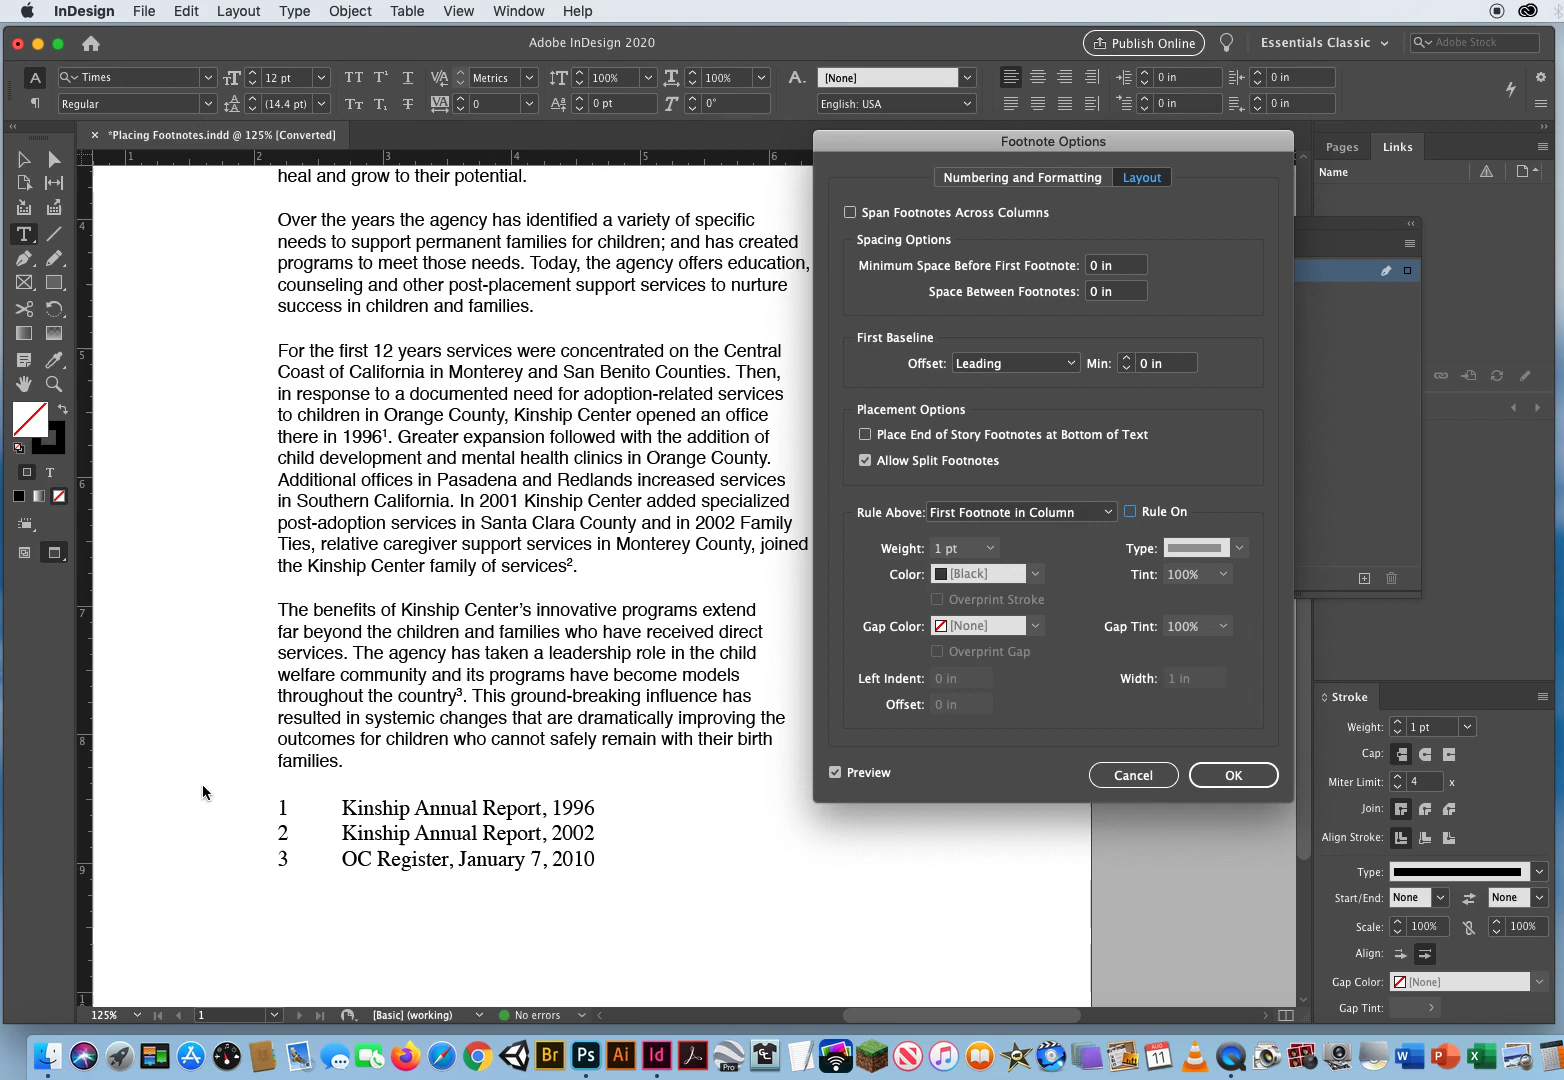 InDesign File Edit Layout Type Object Table View Window Help
Adobe InDesign 2020
Publish Online
Essentials Classic
Adobe Stock
Times
12 pt
Metrics
100%
100%
[None]
0 in
0 in
Regular
(14.4 pt)
0
0 pt
0°
English: USA
0 in
0 in
*Placing Footnotes.indd @ 125% [Converted]
1 2 3 4 5 6
4
5
6
7
8
9
1
heal and grow to their potential.
Over the years the agency has identified a variety of specific
needs to support permanent families for children; and has created
programs to meet those needs. Today, the agency offers education,
counseling and other post-placement support services to nurture
success in children and families.
For the first 12 years services were concentrated on the Central
Coast of California in Monterey and San Benito Counties. Then,
in response to a documented need for adoption-related services
to children in Orange County, Kinship Center opened an office
there in 1996¹. Greater expansion followed with the addition of
child development and mental health clinics in Orange County.
Additional offices in Pasadena and Redlands increased services
in Southern California. In 2001 Kinship Center added specialized
post-adoption services in Santa Clara County and in 2002 Family
Ties, relative caregiver support services in Monterey County, joined
the Kinship Center family of services².
The benefits of Kinship Center’s innovative programs extend
far beyond the children and families who have received direct
services. The agency has taken a leadership role in the child
welfare community and its programs have become models
throughout the country³. This ground-breaking influence has
resulted in systemic changes that are dramatically improving the
outcomes for children who cannot safely remain with their birth
families.
1 Kinship Annual Report, 1996
2 Kinship Annual Report, 2002
3 OC Register, January 7, 2010
Footnote Options
Numbering and Formatting Layout
Span Footnotes Across Columns
Spacing Options
Minimum Space Before First Footnote: 0 in
Space Between Footnotes: 0 in
First Baseline
Offset: Leading Min: 0 in
Placement Options
Place End of Story Footnotes at Bottom of Text
Allow Split Footnotes
Rule Above: First Footnote in Column Rule On
Weight: 1 pt Type:
Color: [Black] Tint: 100%
Overprint Stroke
Gap Color: [None] Gap Tint: 100%
Overprint Gap
Left Indent: 0 in Width: 1 in
Offset: 0 in
Preview Cancel OK
Pages Links
Name
Stroke
Weight: 1 pt
Cap:
Miter Limit: 4 x
Join:
Align Stroke:
Type:
Start/End: None None
Scale: 100% 100%
Align:
Gap Color: [None]
Gap Tint:
125% 1 [Basic] (working) No errors
Br Ps Ai Id
Pro
AUG
11
W P X